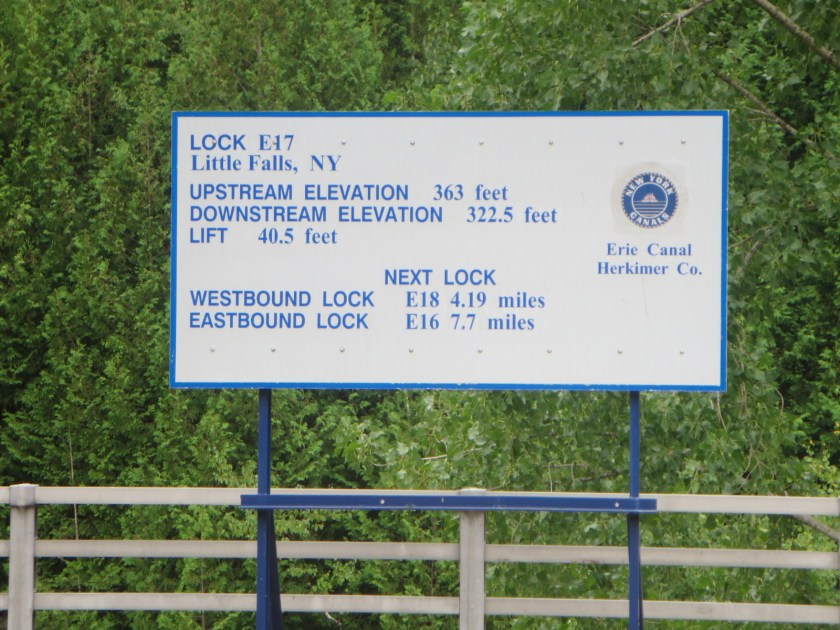 LOCK E17
Little Falls, NY
UPSTREAM ELEVATION 363 feet
DOWNSTREAM ELEVATION 322.5 feet
LIFT 40.5 feet
NEW YORK
CANALS
Erie Canal
Herkimer Co.
NEXT LOCK
WESTBOUND LOCK E18 4.19 miles
EASTBOUND LOCK E16 7.7 miles